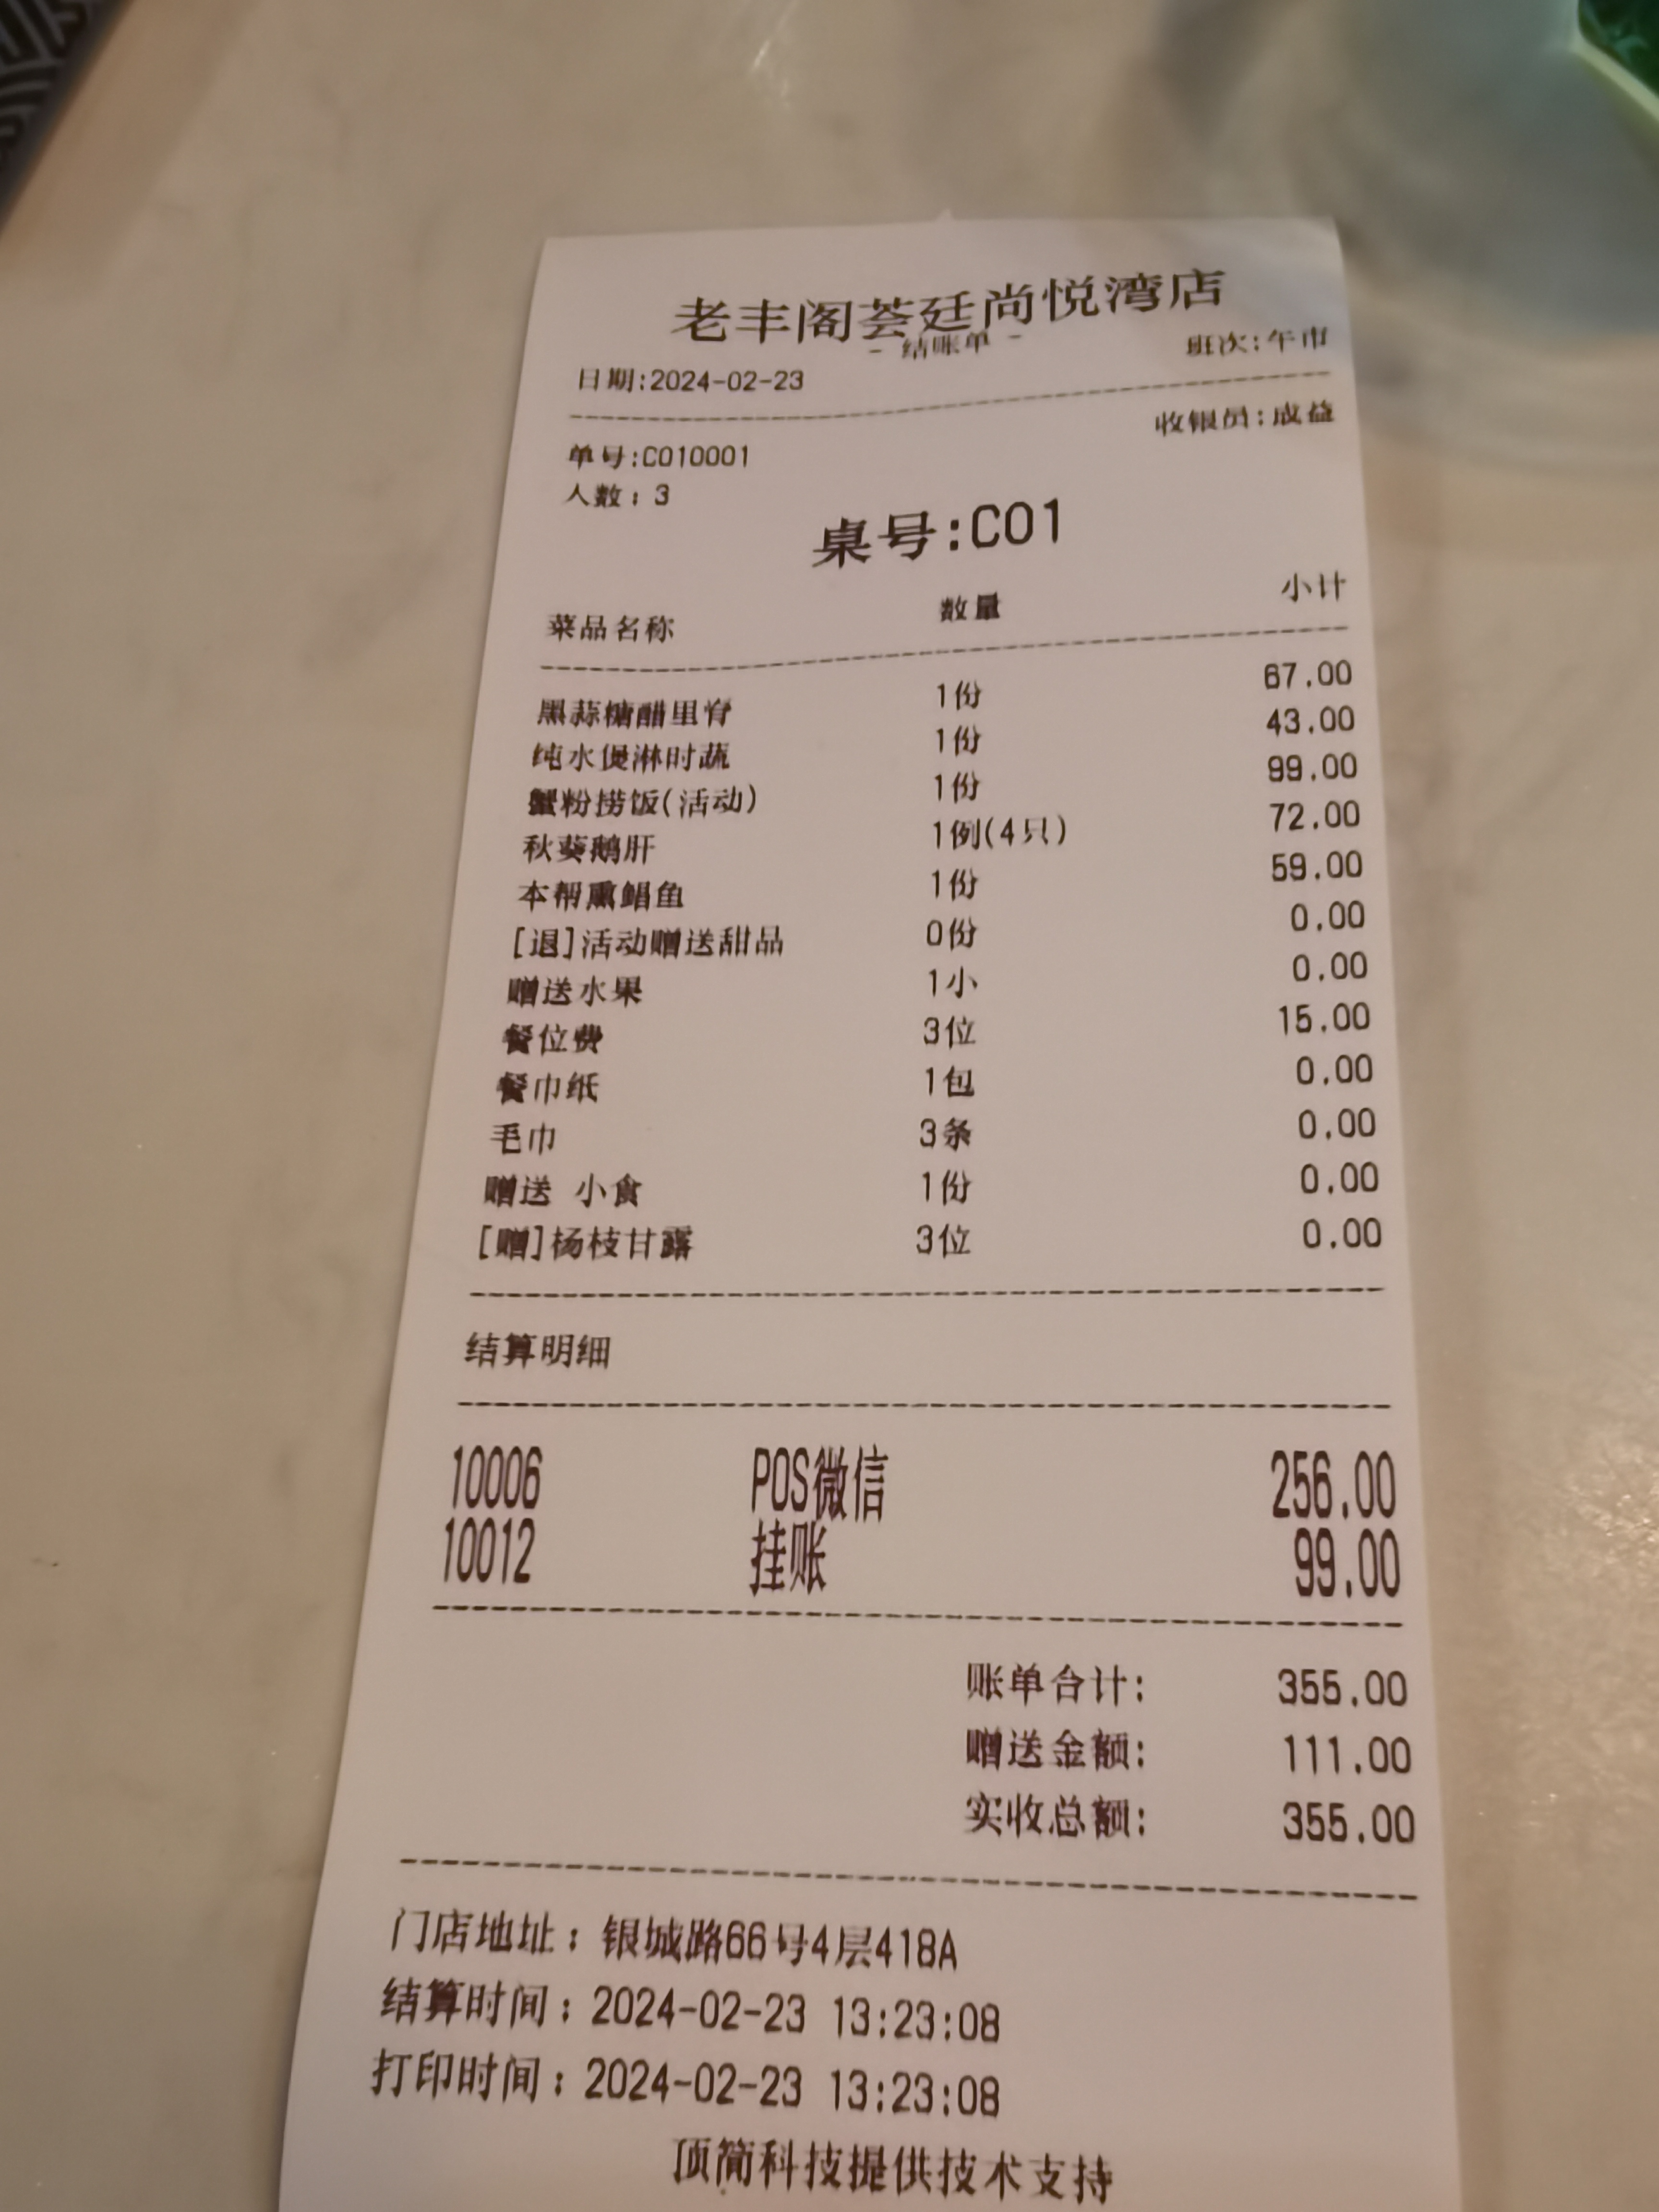 老丰阁荟廷尚悦湾店
- 结账单 -
日期:2024-02-23 班次:午市
单号:C010001 收银员:成益
人数: 3
桌号:C01
菜品名称 数量 小计
黑蒜糖醋里脊 1份 67.00
纯水煲淋时蔬 1份 43.00
蟹粉捞饭(活动) 1份 99.00
秋葵鹅肝 1例(4只) 72.00
本帮熏鲳鱼 1份 59.00
[退]活动赠送甜品 0份 0.00
赠送水果 1小 0.00
餐位费 3位 15.00
餐巾纸 1包 0.00
毛巾 3条 0.00
赠送 小食 1份 0.00
[赠]杨枝甘露 3位 0.00
结算明细
10006 POS微信 256.00
10012 挂账 99.00
账单合计: 355.00
赠送金额: 111.00
实收总额: 355.00
门店地址: 银城路66号4层418A
结算时间: 2024-02-23 13:23:08
打印时间: 2024-02-23 13:23:08
顶简科技提供技术支持